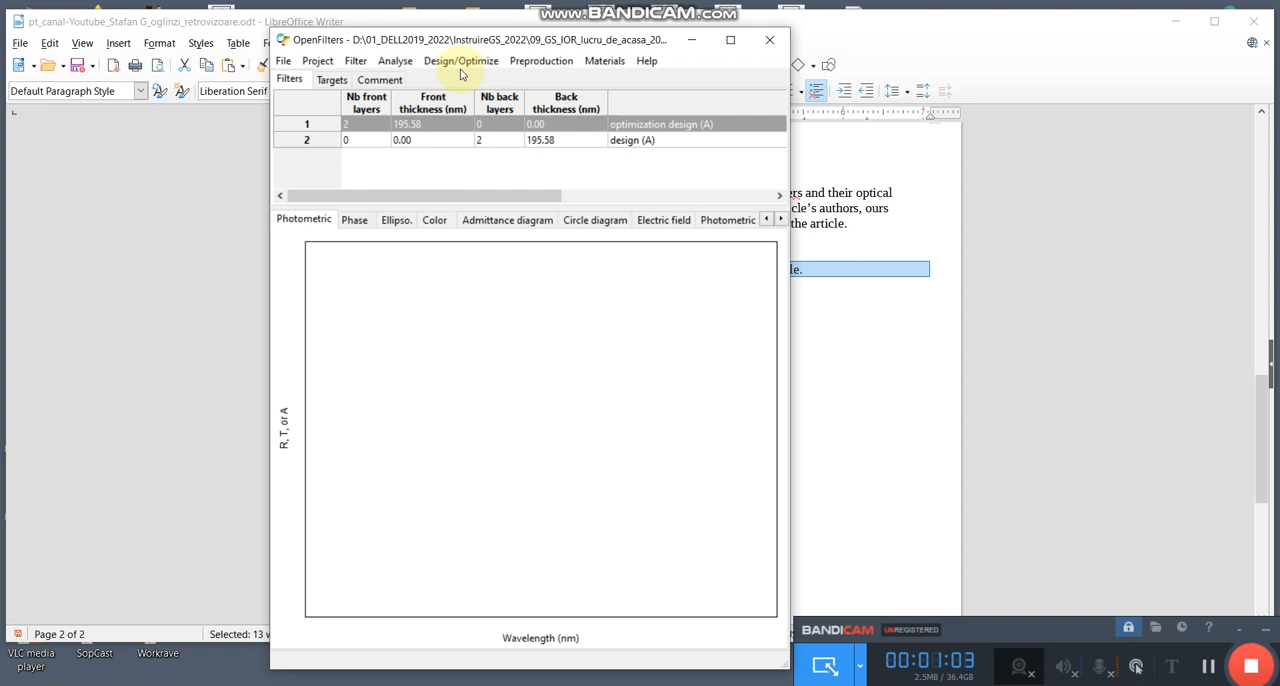 www.BANDICAM.com
pt_canal-Youtube_Stafan G_oglinzi_retrovizoare.odt - LibreOffice Writer
File Edit View Insert Format Styles Table
Default Paragraph Style
Liberation Serif
OpenFilters - D:\01_DELL2019_2022\InstruireGS_2022\09_GS_IOR_lucru_de_acasa_20...
File Project Filter Analyse Design/Optimize Preproduction Materials Help
Filters Targets Comment
Nb front layers Front thickness (nm) Nb back layers Back thickness (nm)
1 2 195.58 0 0.00 optimization design (A)
2 0 0.00 2 195.58 design (A)
Photometric Phase Ellipso. Color Admittance diagram Circle diagram Electric field Photometric
R, T, or A
Wavelength (nm)
6 7
ers and their optical
cle's authors, ours
the article.
le.
Page 2 of 2 Selected: 13 w
VLC media player
SopCast
Workrave
BANDICAM UNREGISTERED
00:01:03
2.5MB / 36.4GB